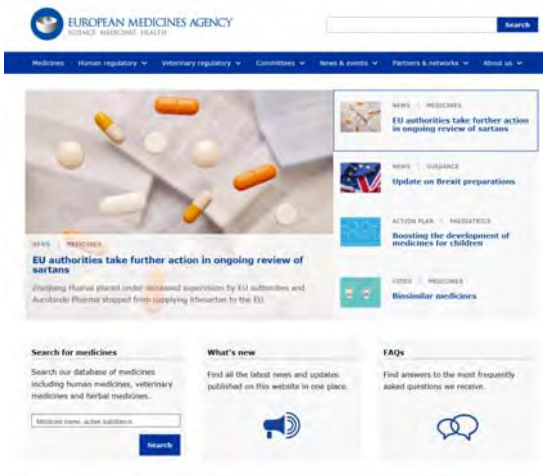 EUROPEAN MEDICINES AGENCY
SCIENCE MEDICINES HEALTH
Search
Medicines Human regulatory Veterinary regulatory Committees News & events Partners & networks About us
NEWS | MEDICINES
EU authorities take further action in ongoing review of
sartans
Zhejiang Huahai placed under increased supervision by EU authorities and
Aurobindo Pharma stopped from supplying irbesartan to the EU.
NEWS | MEDICINES
EU authorities take further action
in ongoing review of sartans
NEWS | GUIDANCE
Update on Brexit preparations
ACTION PLAN | PAEDIATRICS
Boosting the development of
medicines for children
VIDEO | MEDICINES
Biosimilar medicines
Search for medicines
Search our database of medicines
including human medicines, veterinary
medicines and herbal medicines.
Medicine name, active substance
Search
What's new
Find all the latest news and updates
published on this website in one place.
FAQs
Find answers to the most frequently
asked questions we receive.